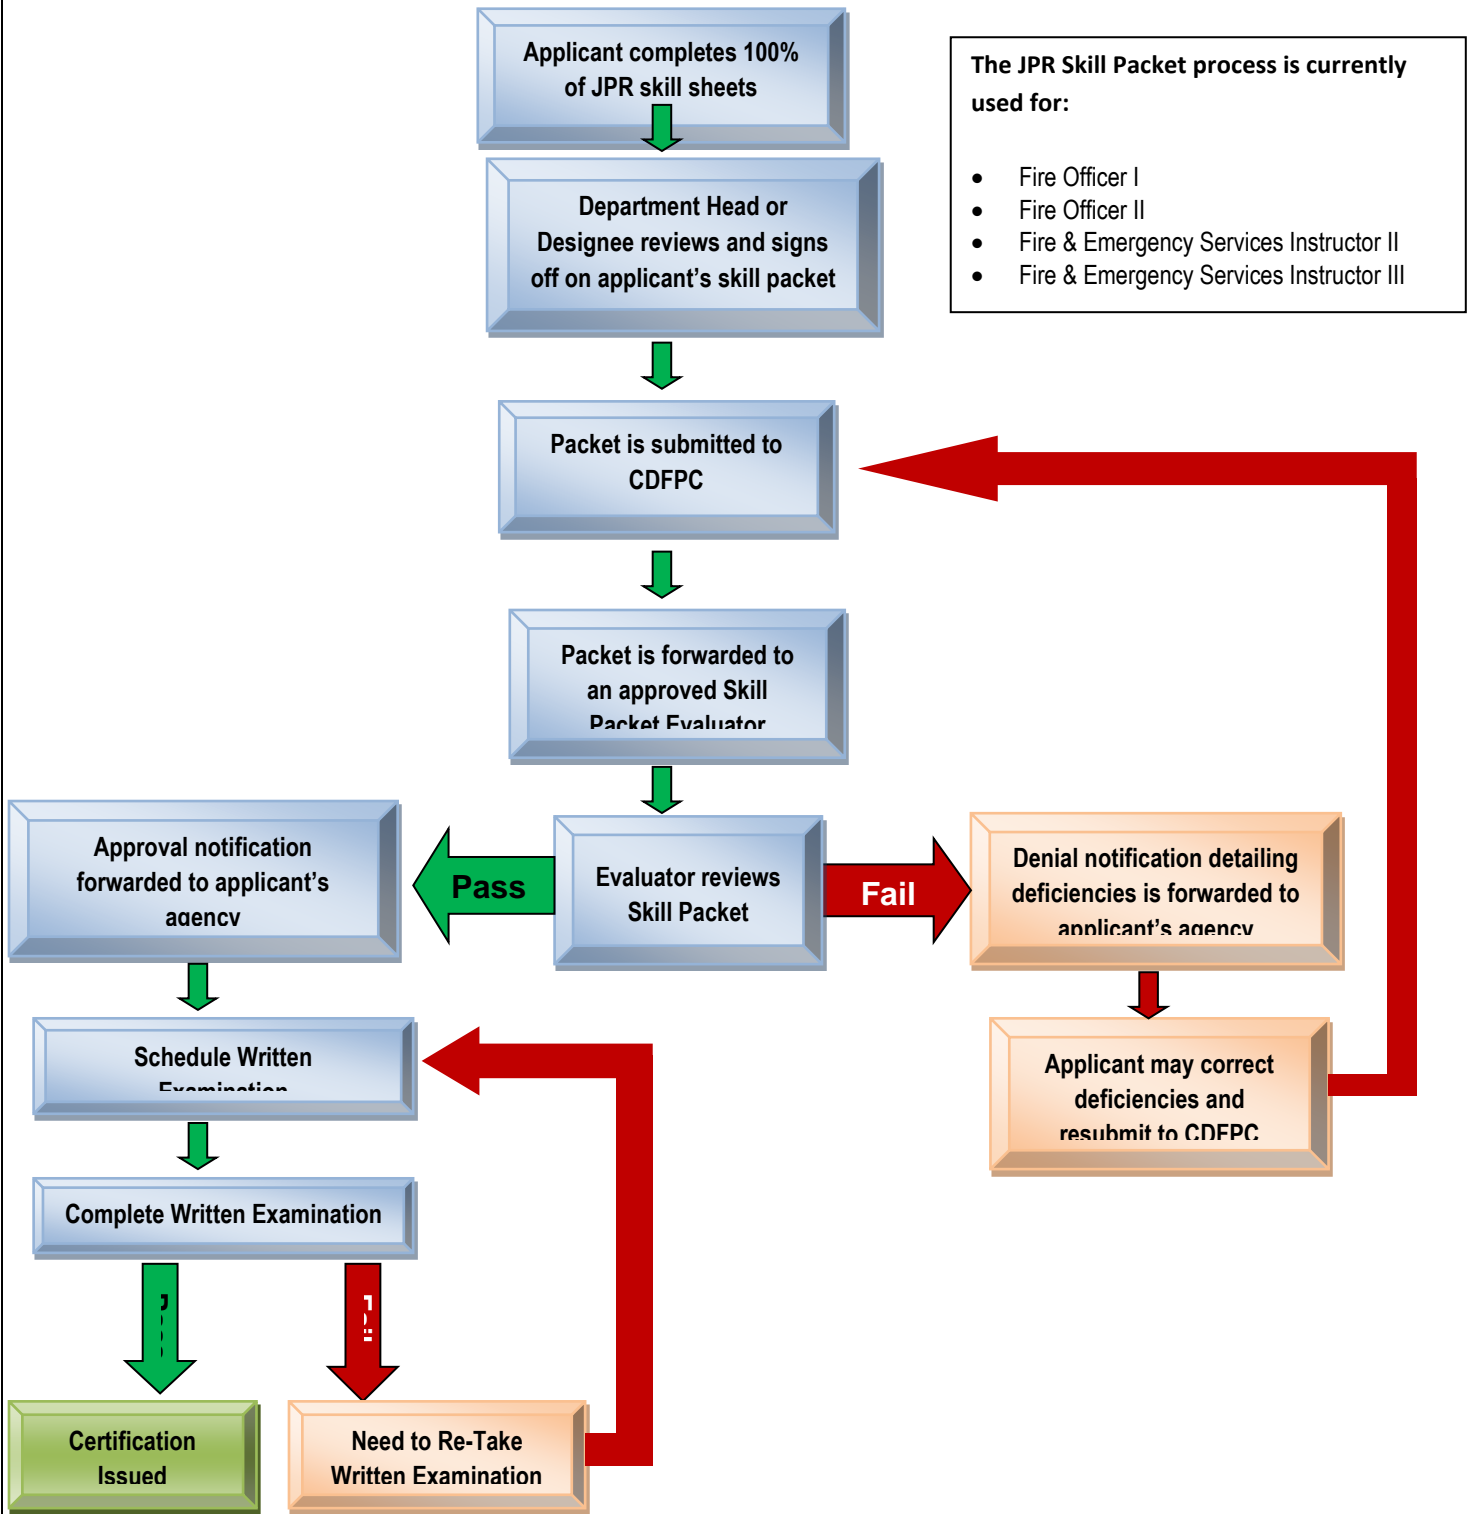 Applicant completes 100%
of JPR skill sheets
The JPR Skill Packet process is currently
used for:
• Fire Officer I
• Fire Officer II
• Fire & Emergency Services Instructor II
• Fire & Emergency Services Instructor III
Department Head or
Designee reviews and signs
off on applicant's skill packet
Packet is submitted to
CDFPC
Packet is forwarded to
an approved Skill
Packet Evaluator
Approval notification
forwarded to applicant's
agency
Pass
Evaluator reviews
Skill Packet
Fail
Denial notification detailing
deficiencies is forwarded to
applicant's agency
Schedule Written
Examination
Applicant may correct
deficiencies and
resubmit to CDFPC
Complete Written Examination
Fail
Certification
Issued
Need to Re-Take
Written Examination